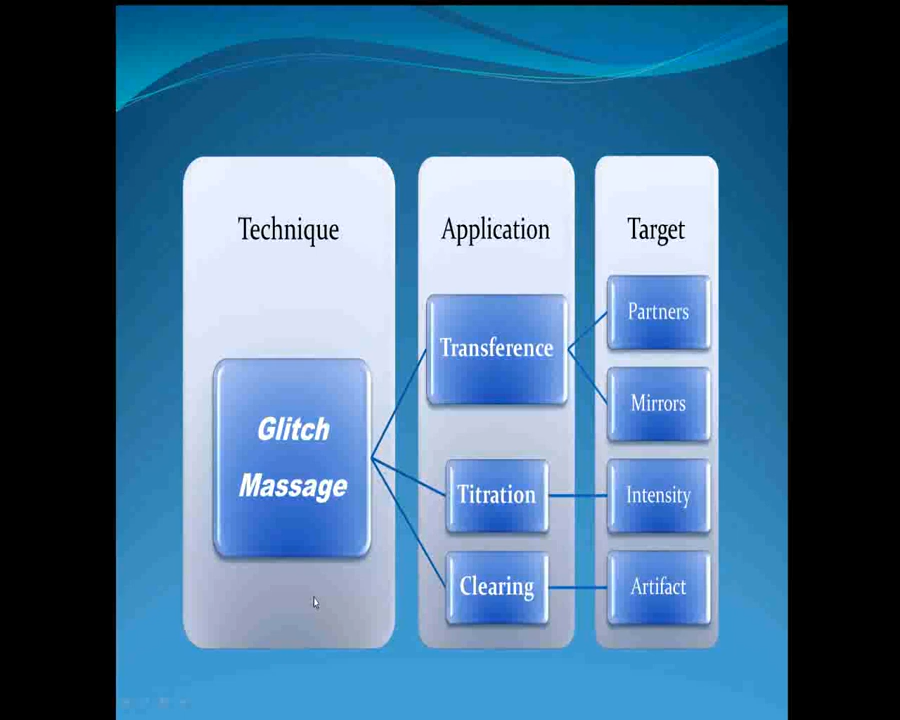 Technique
Application
Target
Glitch
Massage
Transference
Titration
Clearing
Partners
Mirrors
Intensity
Artifact